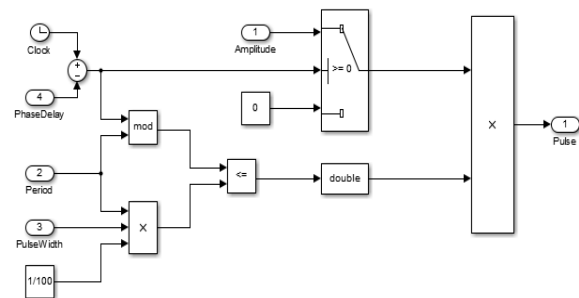 1
Amplitude
Clock
+
−
>= 0
4
PhaseDelay
0
mod
X
1
Pulse
2
Period
<=
double
3
PulseWidth
X
1/100